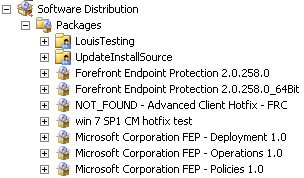 Software Distribution
Packages
LouisTesting
UpdateInstallSource
Forefront Endpoint Protection 2.0.258.0
Forefront Endpoint Protection 2.0.258.0_64Bit
NOT_FOUND - Advanced Client Hotfix - FRC
win 7 SP1 CM hotfix test
Microsoft Corporation FEP - Deployment 1.0
Microsoft Corporation FEP - Operations 1.0
Microsoft Corporation FEP - Policies 1.0